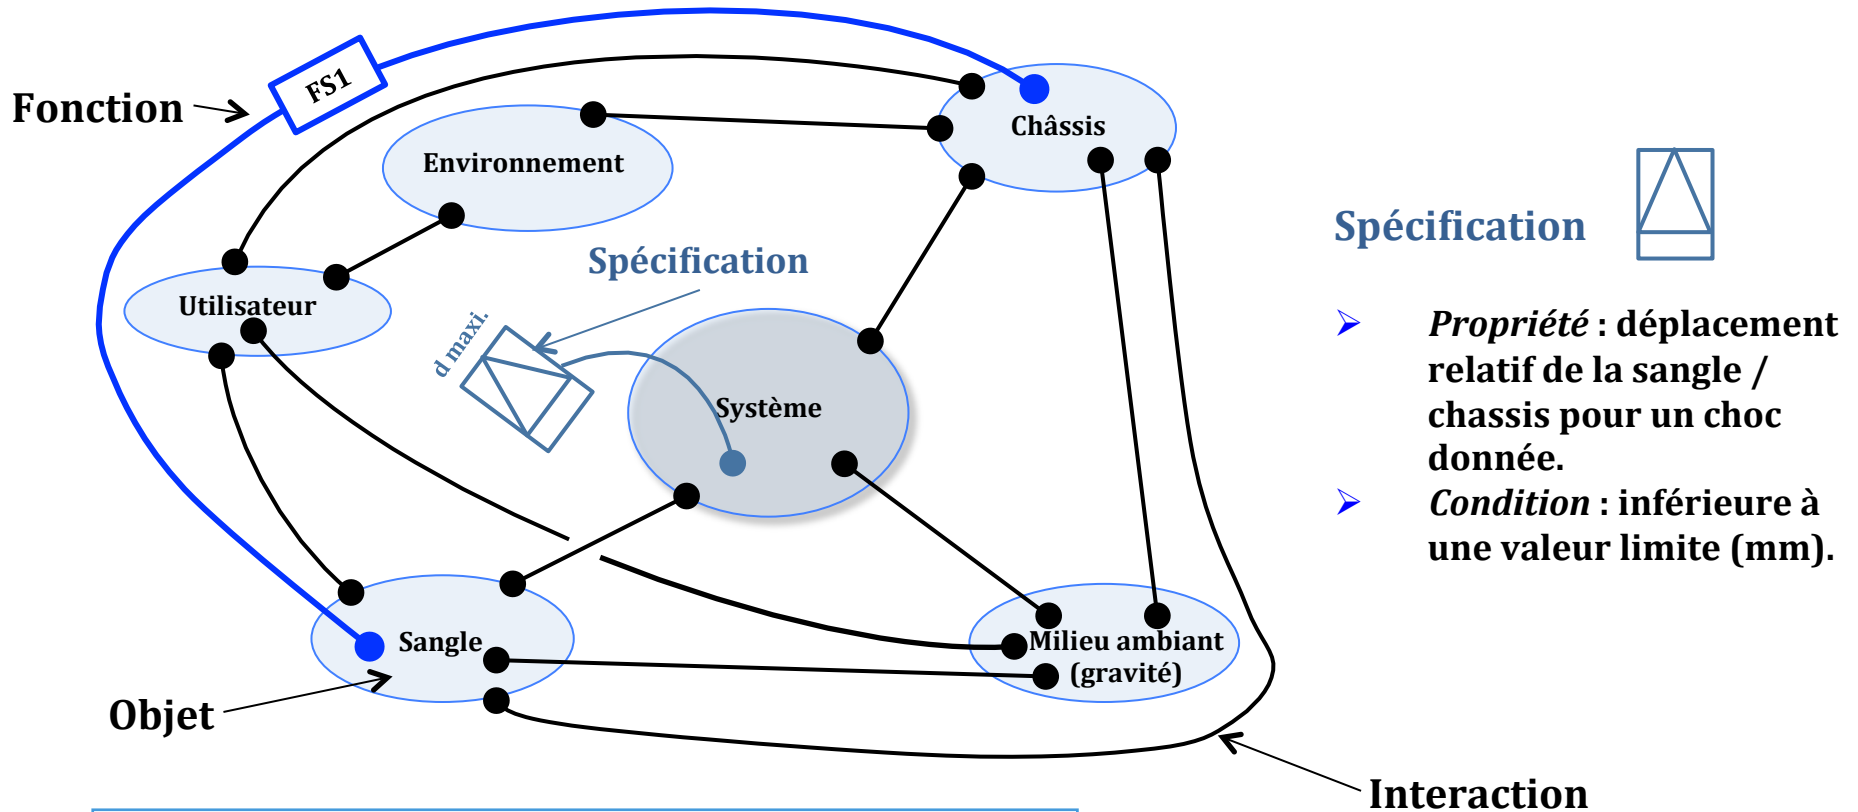 FS1
Fonction
Châssis
Environnement
Spécification
Spécification
Utilisateur
d maxi.
Système
➢ Propriété : déplacement
relatif de la sangle /
chassis pour un choc
donnée.
➢ Condition : inférieure à
une valeur limite (mm).
Sangle
Milieu ambiant
(gravité)
Objet
Interaction